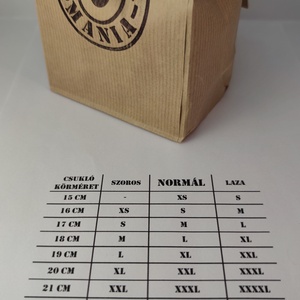 MANIA
CSUKLÓ KÖRMÉRET SZOROS NORMÁL LAZA
15 CM - XS S
16 CM XS S M
17 CM S M L
18 CM M L XL
19 CM L XL XXL
20 CM XL XXL XXXL
21 CM XXL XXXL XXXXL